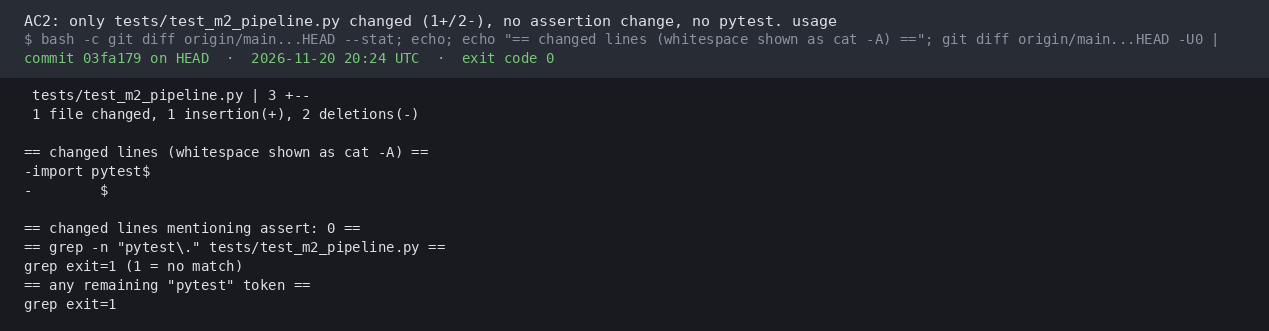 AC2: only tests/test_m2_pipeline.py changed (1+/2-), no assertion change, no pytest. usage
$ bash -c git diff origin/main...HEAD --stat; echo; echo "== changed lines (whitespace shown as cat -A) =="; git diff origin/main...HEAD -U0 |
commit 03fa179 on HEAD · 2026-11-20 20:24 UTC · exit code 0
tests/test_m2_pipeline.py | 3 +--
1 file changed, 1 insertion(+), 2 deletions(-)
== changed lines (whitespace shown as cat -A) ==
-import pytest$
-        $
== changed lines mentioning assert: 0 ==
== grep -n "pytest\." tests/test_m2_pipeline.py ==
grep exit=1 (1 = no match)
== any remaining "pytest" token ==
grep exit=1